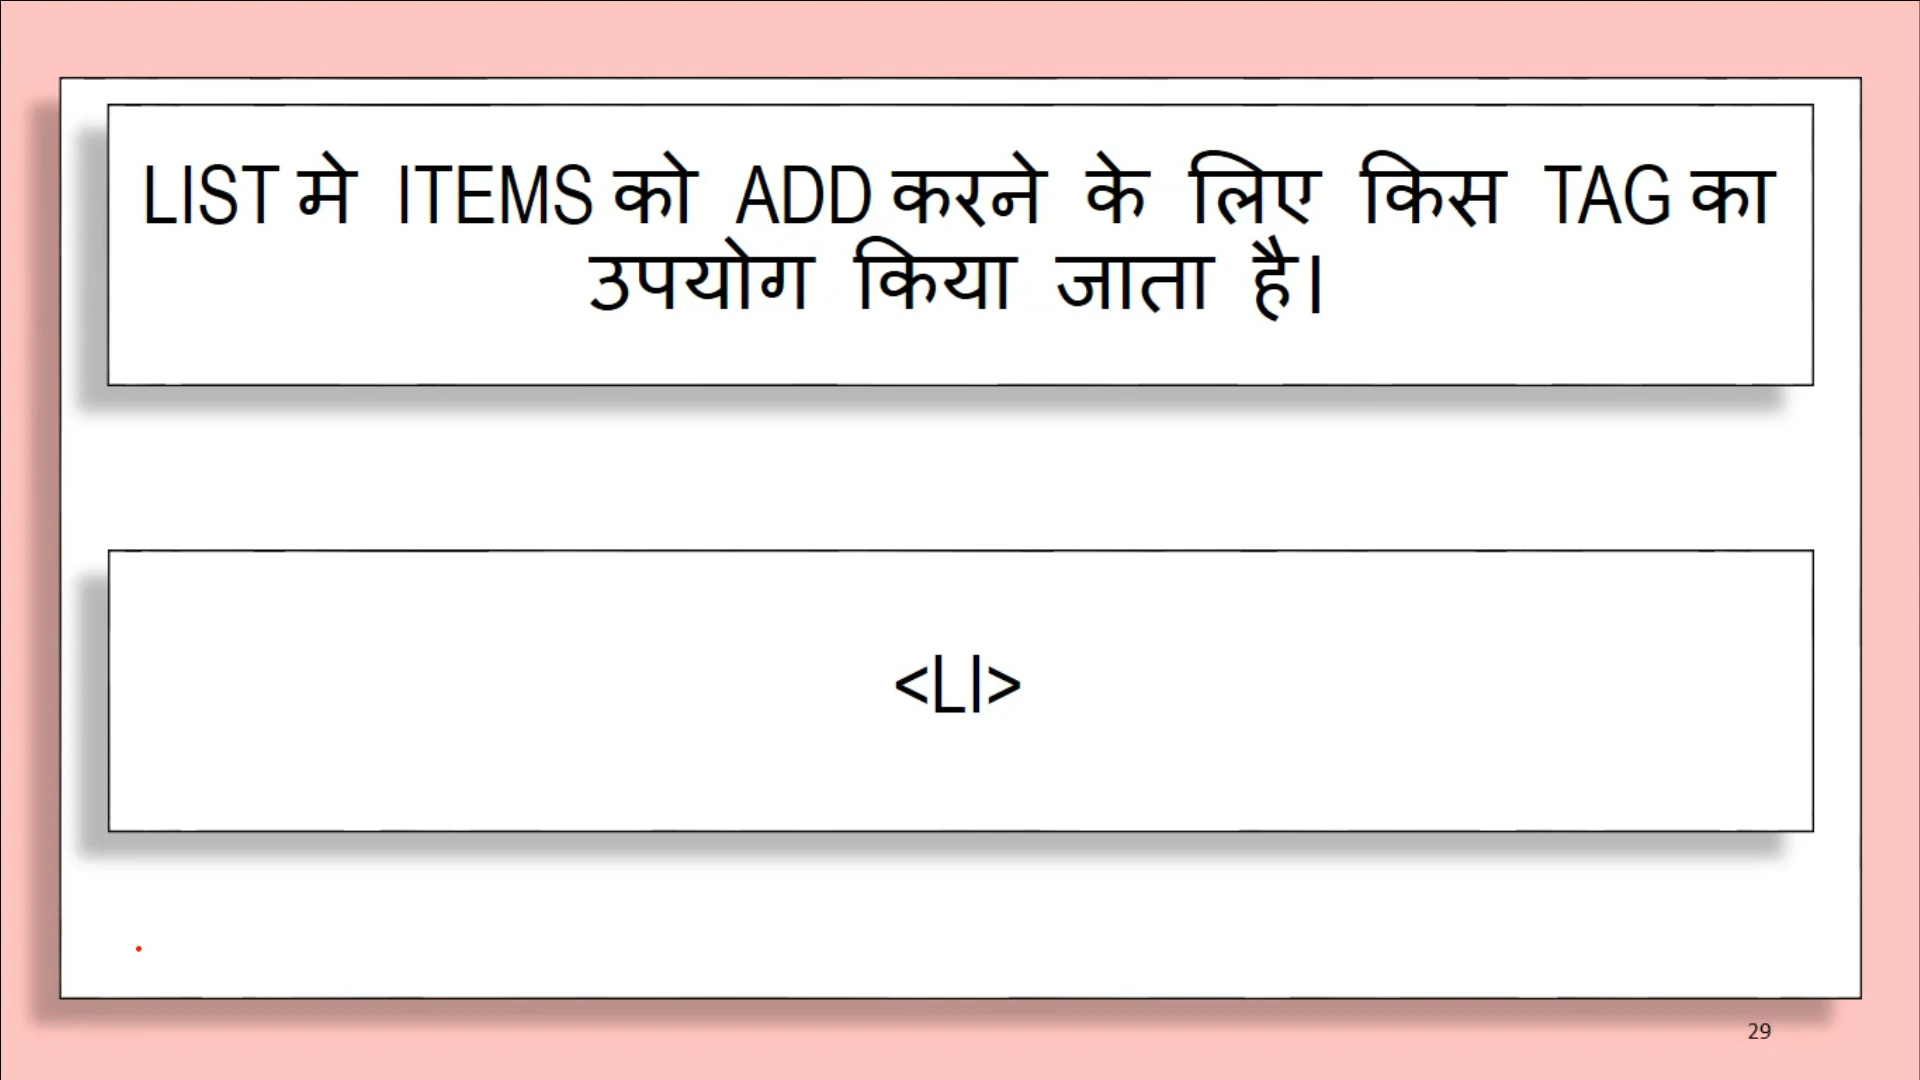 LIST मे ITEMS को ADD करने के लिए किस TAG का
उपयोग किया जाता है।
<LI>
29